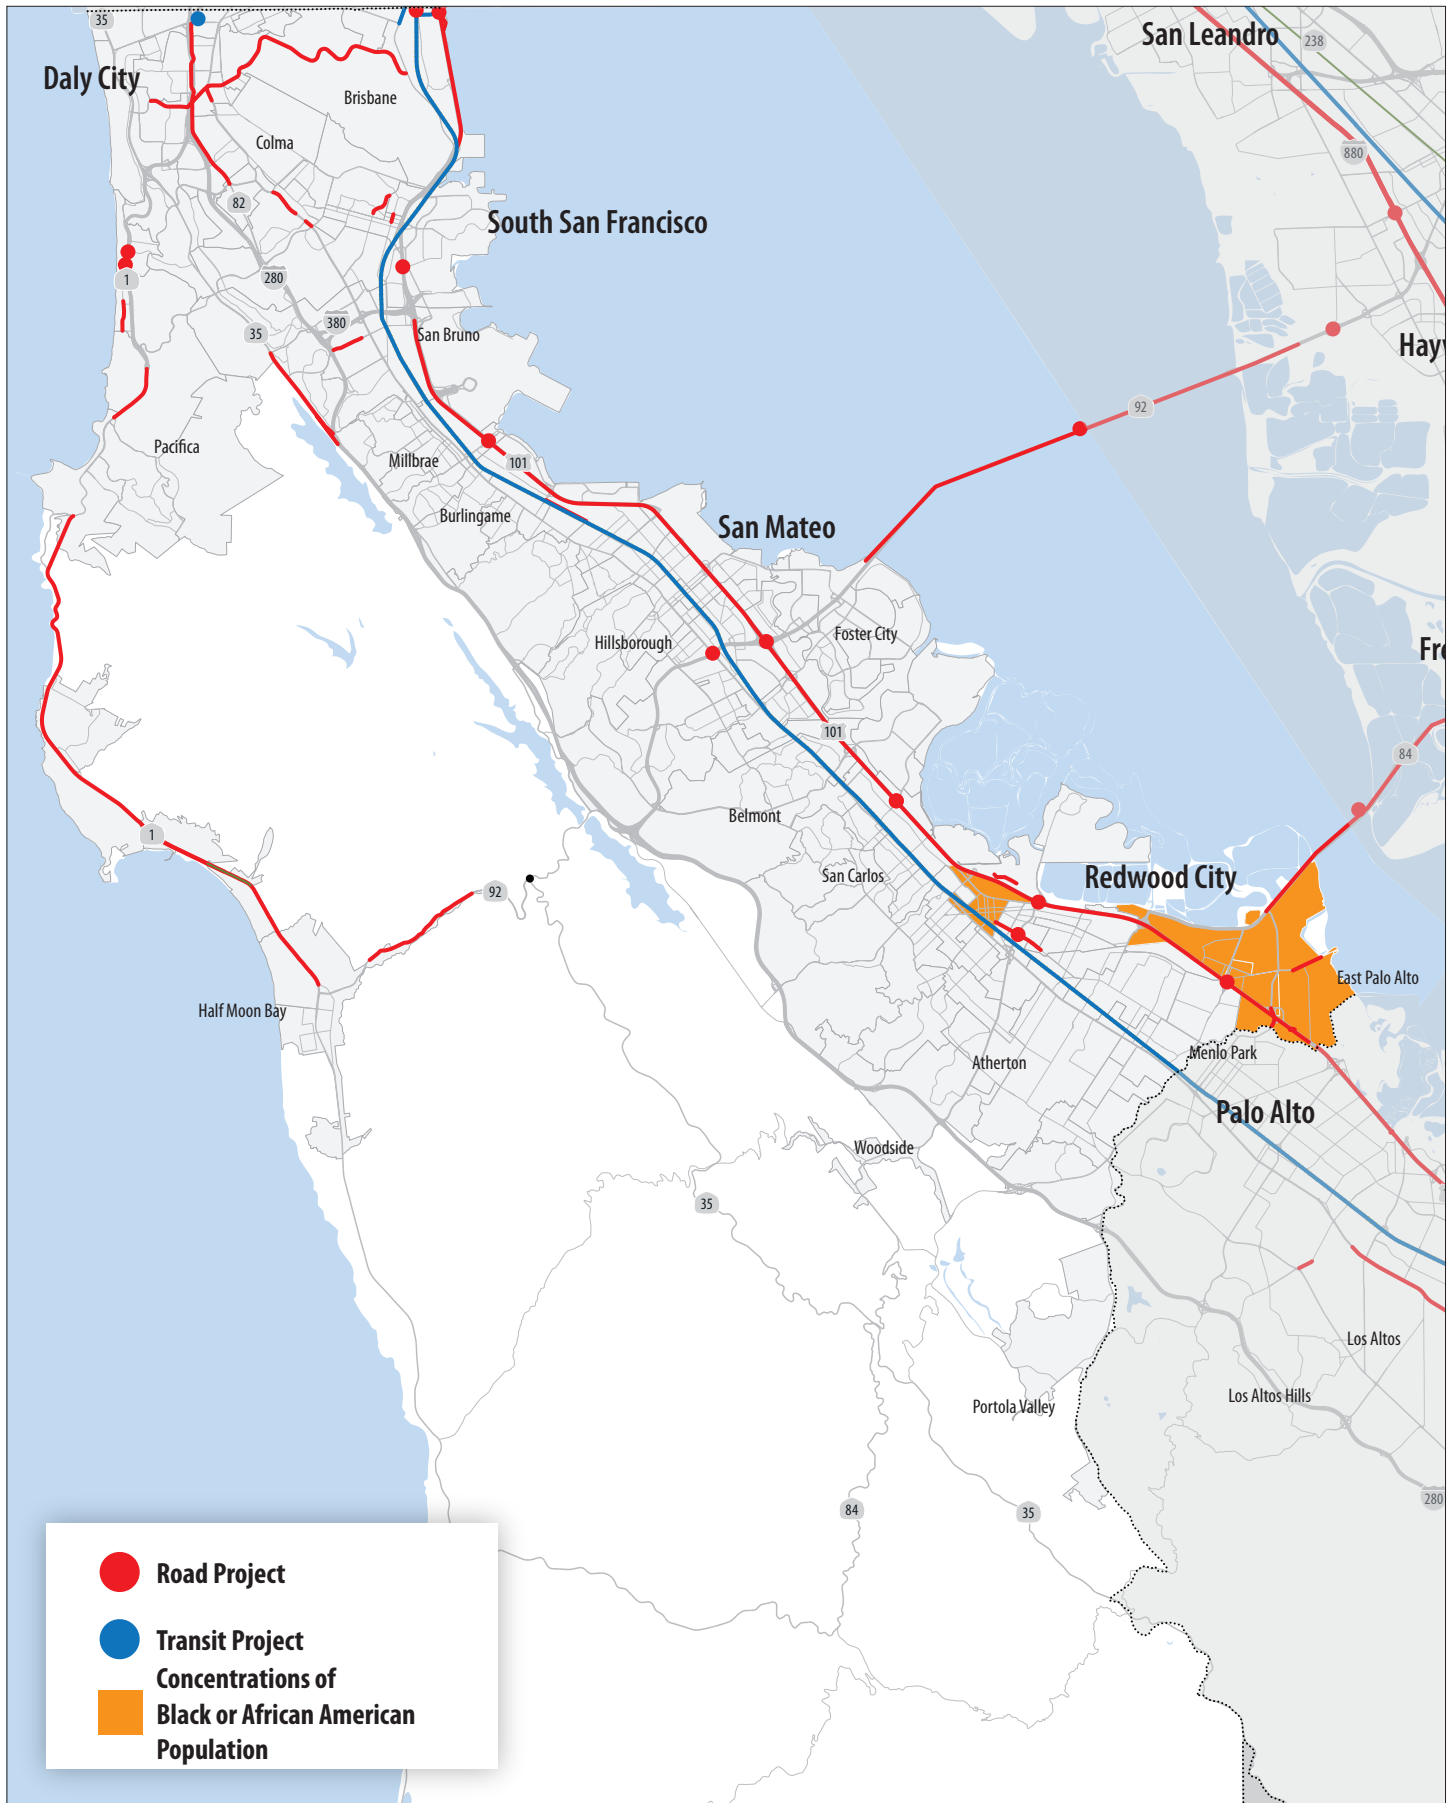 35
San Leandro
238
Daly City
Brisbane
Colma
880
82
South San Francisco
1
280
35
380
San Bruno
Hayw
92
Pacifica
Millbrae
101
Burlingame
San Mateo
Foster City
Hillsborough
Fre
101
84
1
Belmont
San Carlos
Redwood City
92
East Palo Alto
Half Moon Bay
Menlo Park
Atherton
Palo Alto
Woodside
35
Los Altos
Los Altos Hills
Portola Valley
280
84
35
Road Project
Transit Project
Concentrations of
Black or African American
Population